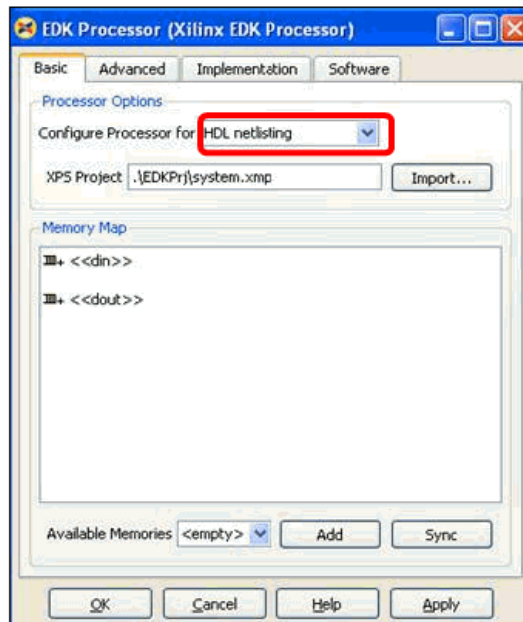 EDK Processor (Xilinx EDK Processor)
Basic Advanced Implementation Software
Processor Options
Configure Processor for HDL netlisting
XPS Project .\EDKPrj\system.xmp Import...
Memory Map
<<din>>
<<dout>>
Available Memories <empty> Add Sync
OK Cancel Help Apply